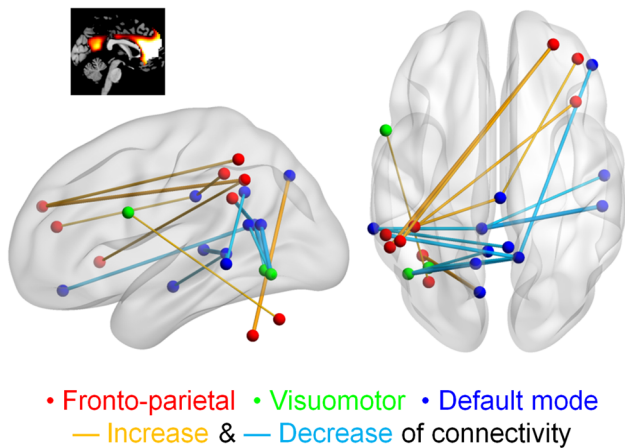 • Fronto-parietal • Visuomotor • Default mode
— Increase & — Decrease of connectivity